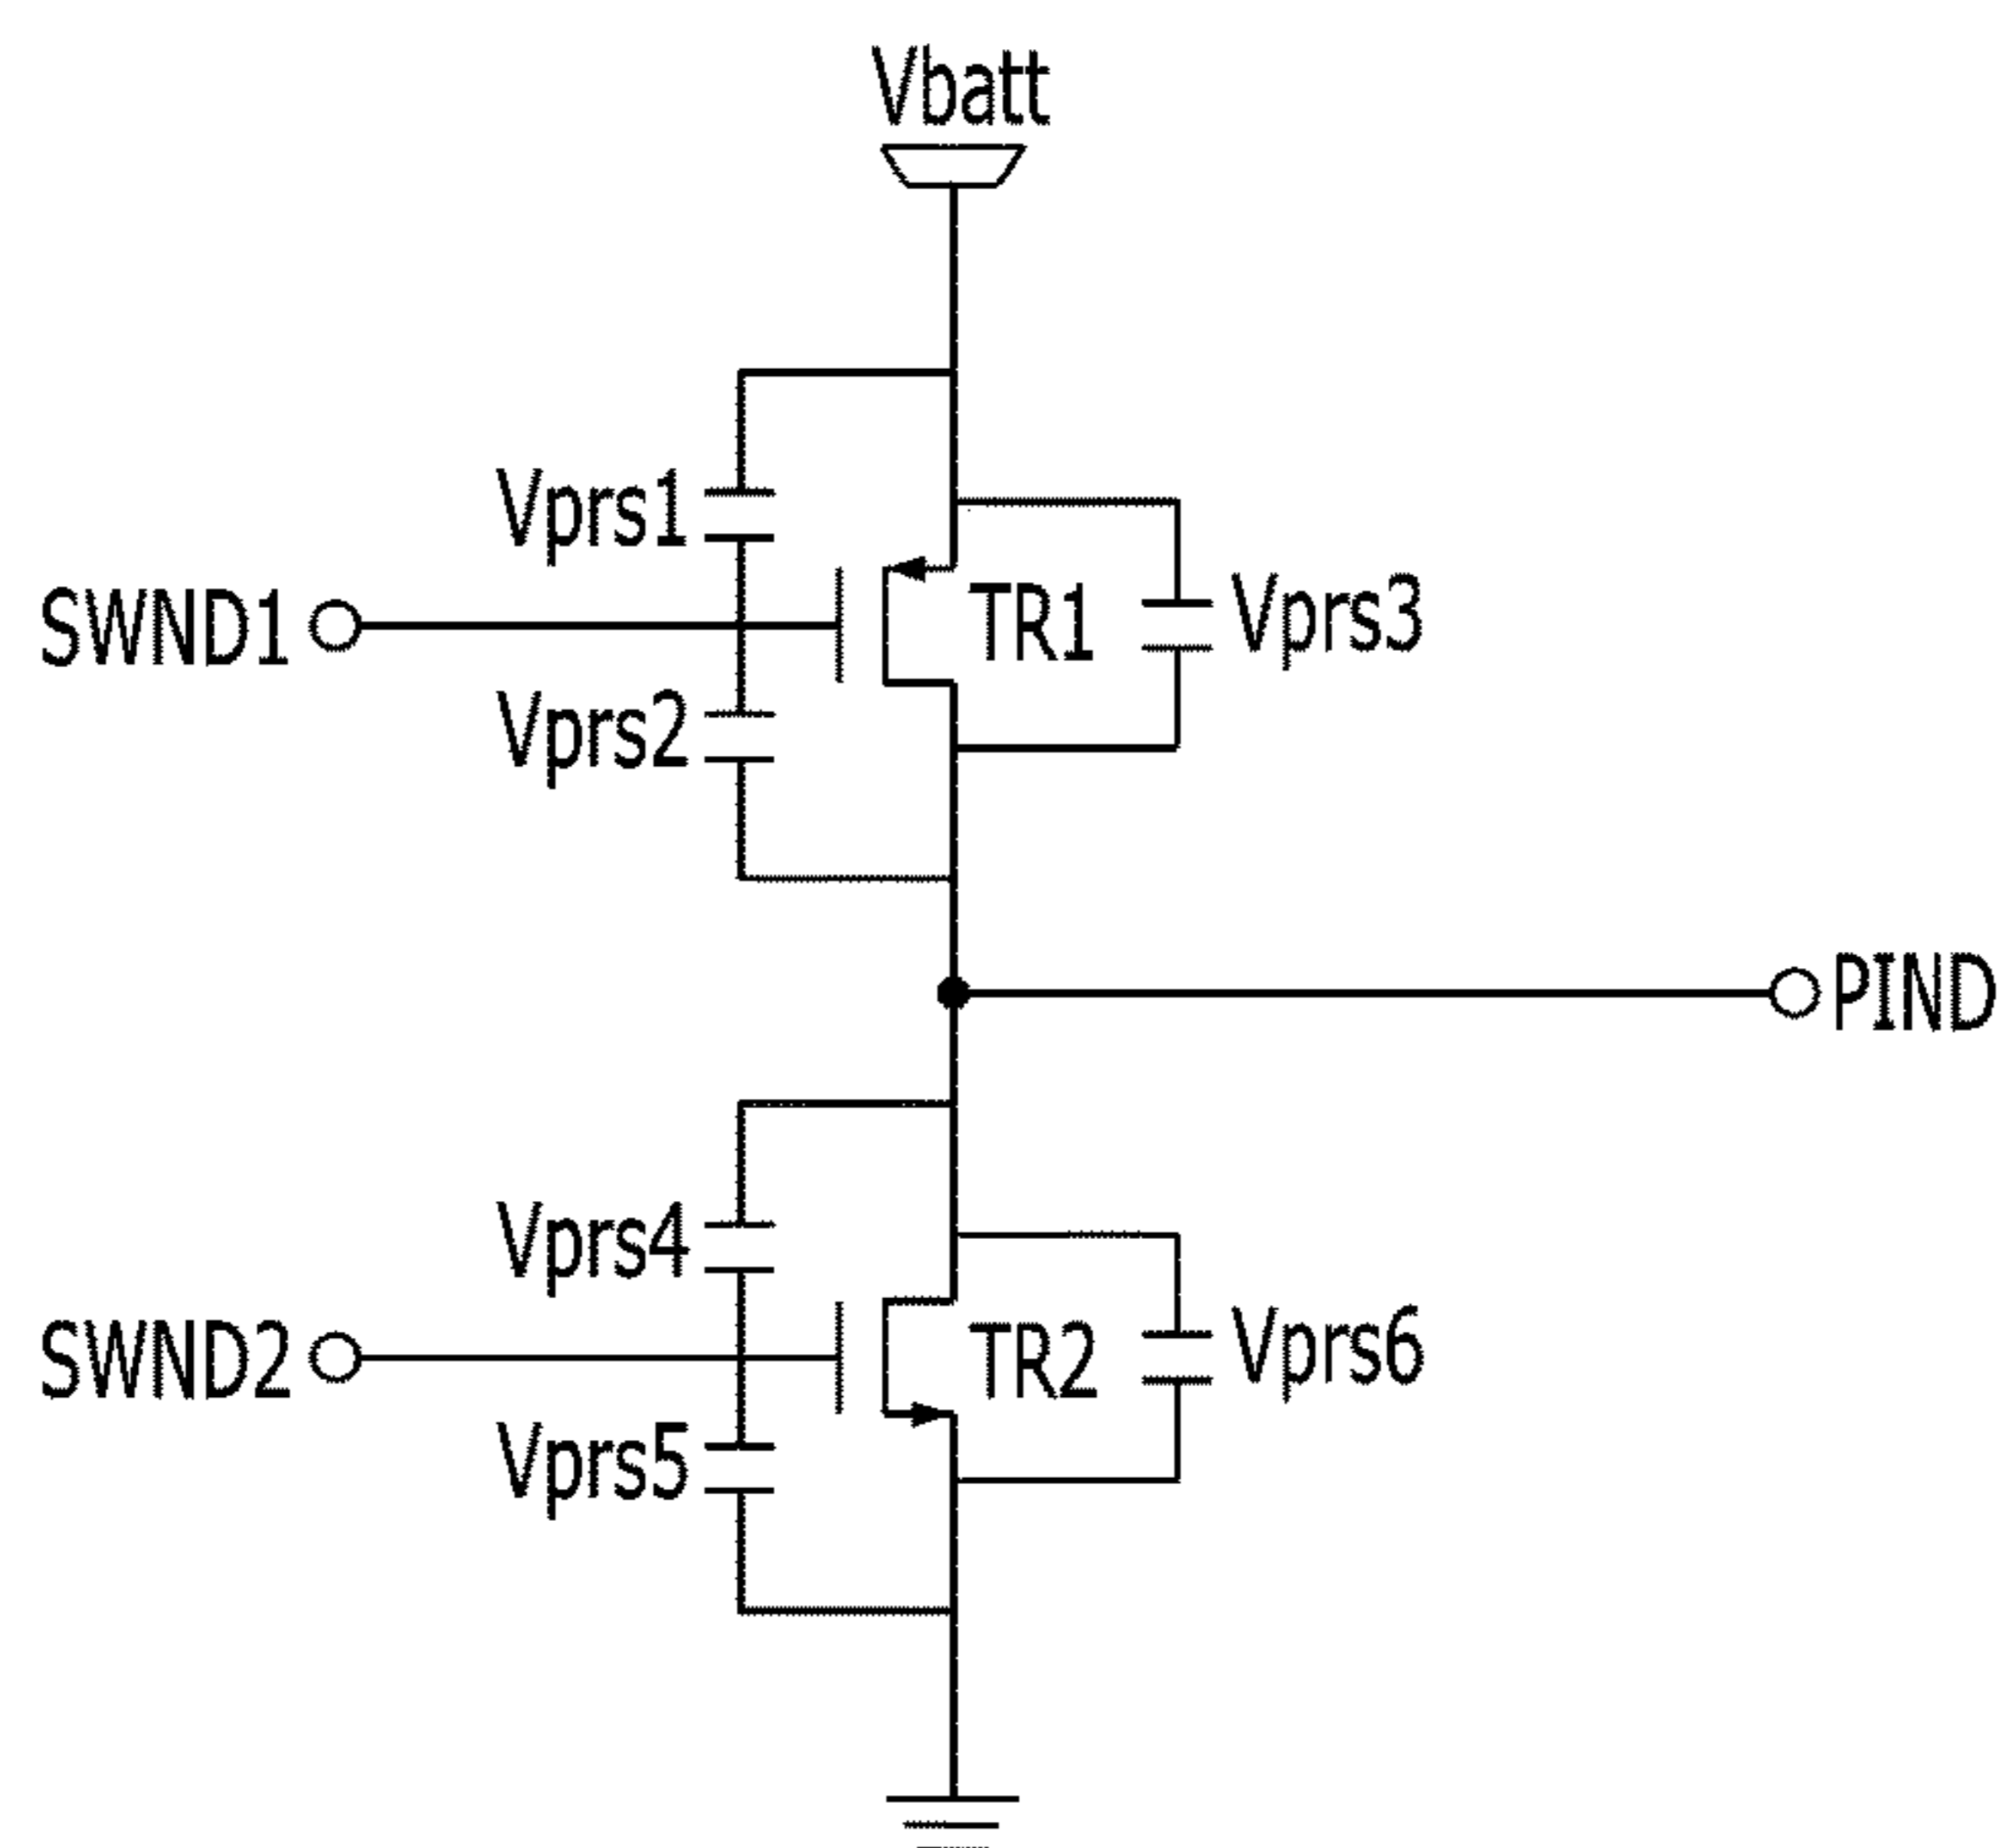 Vbatt
Vprs1
SWND1
TR1
Vprs3
Vprs2
PIND
Vprs4
SWND2
TR2
Vprs6
Vprs5